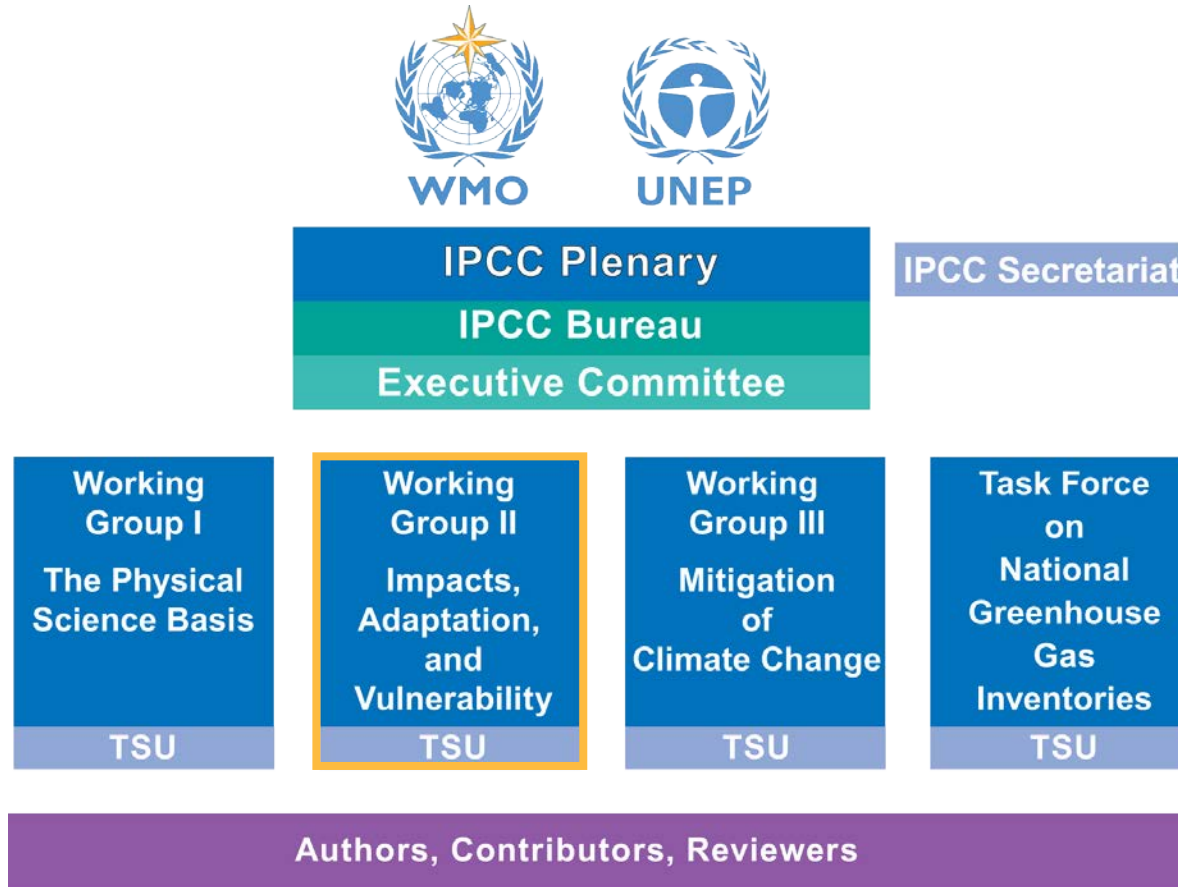 WMO
UNEP
IPCC Plenary
IPCC Secretariat
IPCC Bureau
Executive Committee
Working
Group I
The Physical
Science Basis
TSU
Working
Group II
Impacts,
Adaptation,
and
Vulnerability
TSU
Working
Group III
Mitigation
of
Climate Change
TSU
Task Force
on
National
Greenhouse
Gas
Inventories
TSU
Authors, Contributors, Reviewers